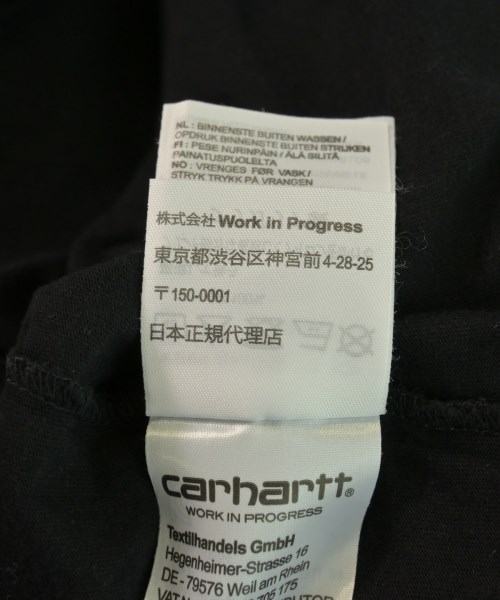 NL: BINNENSTE BUITEN WASSEN /
OPDRUK BINNENSTE BUITEN STRIJKEN
FI: PESE NURINPÄIN / ÄLÄ SILITÄ
PAINATUSPUOLELTA
NO: VRENGES FØR VASK /
STRYK TRYKK PÅ VRANGEN
株式会社 Work in Progress
東京都渋谷区神宮前4-28-25
〒150-0001
日本正規代理店
carhartt®
WORK IN PROGRESS
Textilhandels GmbH
Hegenheimer-Strasse 16
DE - 79576 Weil am Rhein
175